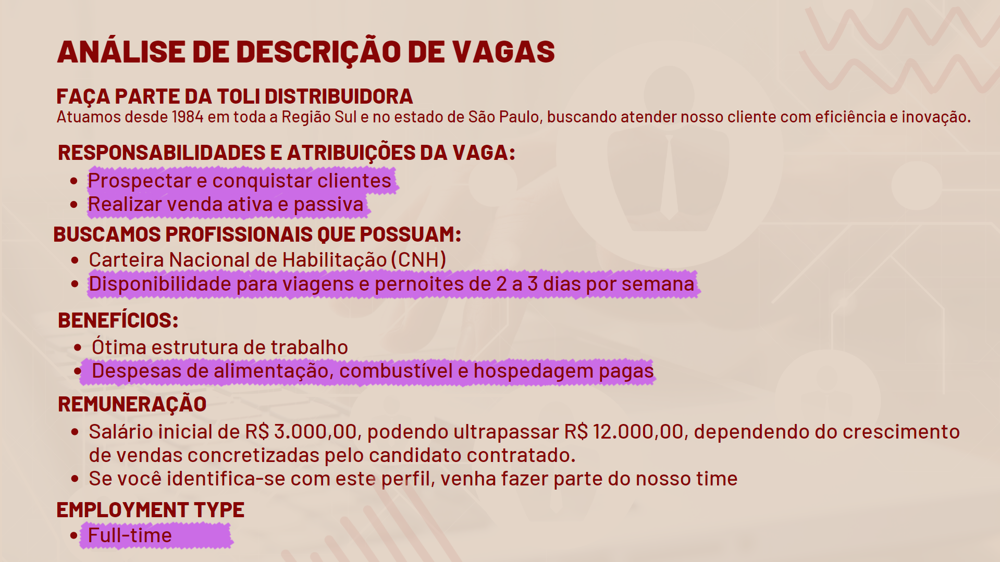 ANÁLISE DE DESCRIÇÃO DE VAGAS
FAÇA PARTE DA TOLI DISTRIBUIDORA
Atuamos desde 1984 em toda a Região Sul e no estado de São Paulo, buscando atender nosso cliente com eficiência e inovação.
RESPONSABILIDADES E ATRIBUIÇÕES DA VAGA:
• Prospectar e conquistar clientes
• Realizar venda ativa e passiva
BUSCAMOS PROFISSIONAIS QUE POSSUAM:
• Carteira Nacional de Habilitação (CNH)
• Disponibilidade para viagens e pernoites de 2 a 3 dias por semana
BENEFÍCIOS:
• Ótima estrutura de trabalho
• Despesas de alimentação, combustível e hospedagem pagas
REMUNERAÇÃO
• Salário inicial de R$ 3.000,00, podendo ultrapassar R$ 12.000,00, dependendo do crescimento
de vendas concretizadas pelo candidato contratado.
• Se você identifica-se com este perfil, venha fazer parte do nosso time
EMPLOYMENT TYPE
• Full-time